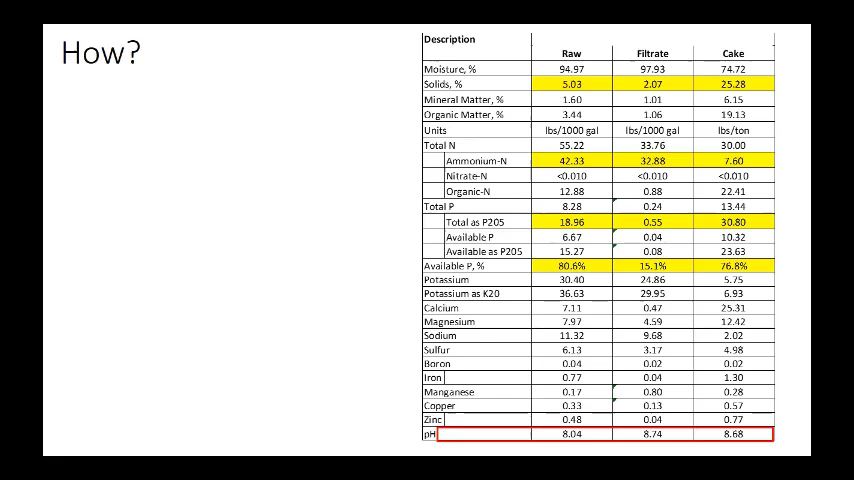 How?
Description
Raw Filtrate Cake
Moisture, % 94.97 97.93 74.72
Solids, % 5.03 2.07 25.28
Mineral Matter, % 1.60 1.01 6.15
Organic Matter, % 3.44 1.06 19.13
Units lbs/1000 gal lbs/1000 gal lbs/ton
Total N 55.22 33.76 30.00
Ammonium-N 42.33 32.88 7.60
Nitrate-N <0.010 <0.010 <0.010
Organic-N 12.88 0.88 22.41
Total P 8.28 0.24 13.44
Total as P205 18.96 0.55 30.80
Available P 6.67 0.04 10.32
Available as P205 15.27 0.08 23.63
Available P, % 80.6% 15.1% 76.8%
Potassium 30.40 24.86 5.75
Potassium as K20 36.63 29.95 6.93
Calcium 7.11 0.47 25.31
Magnesium 7.97 4.59 12.42
Sodium 11.32 9.68 2.02
Sulfur 6.13 3.17 4.98
Boron 0.04 0.02 0.02
Iron 0.77 0.04 1.30
Manganese 0.17 0.80 0.28
Copper 0.33 0.13 0.57
Zinc 0.48 0.04 0.77
pH 8.04 8.74 8.68